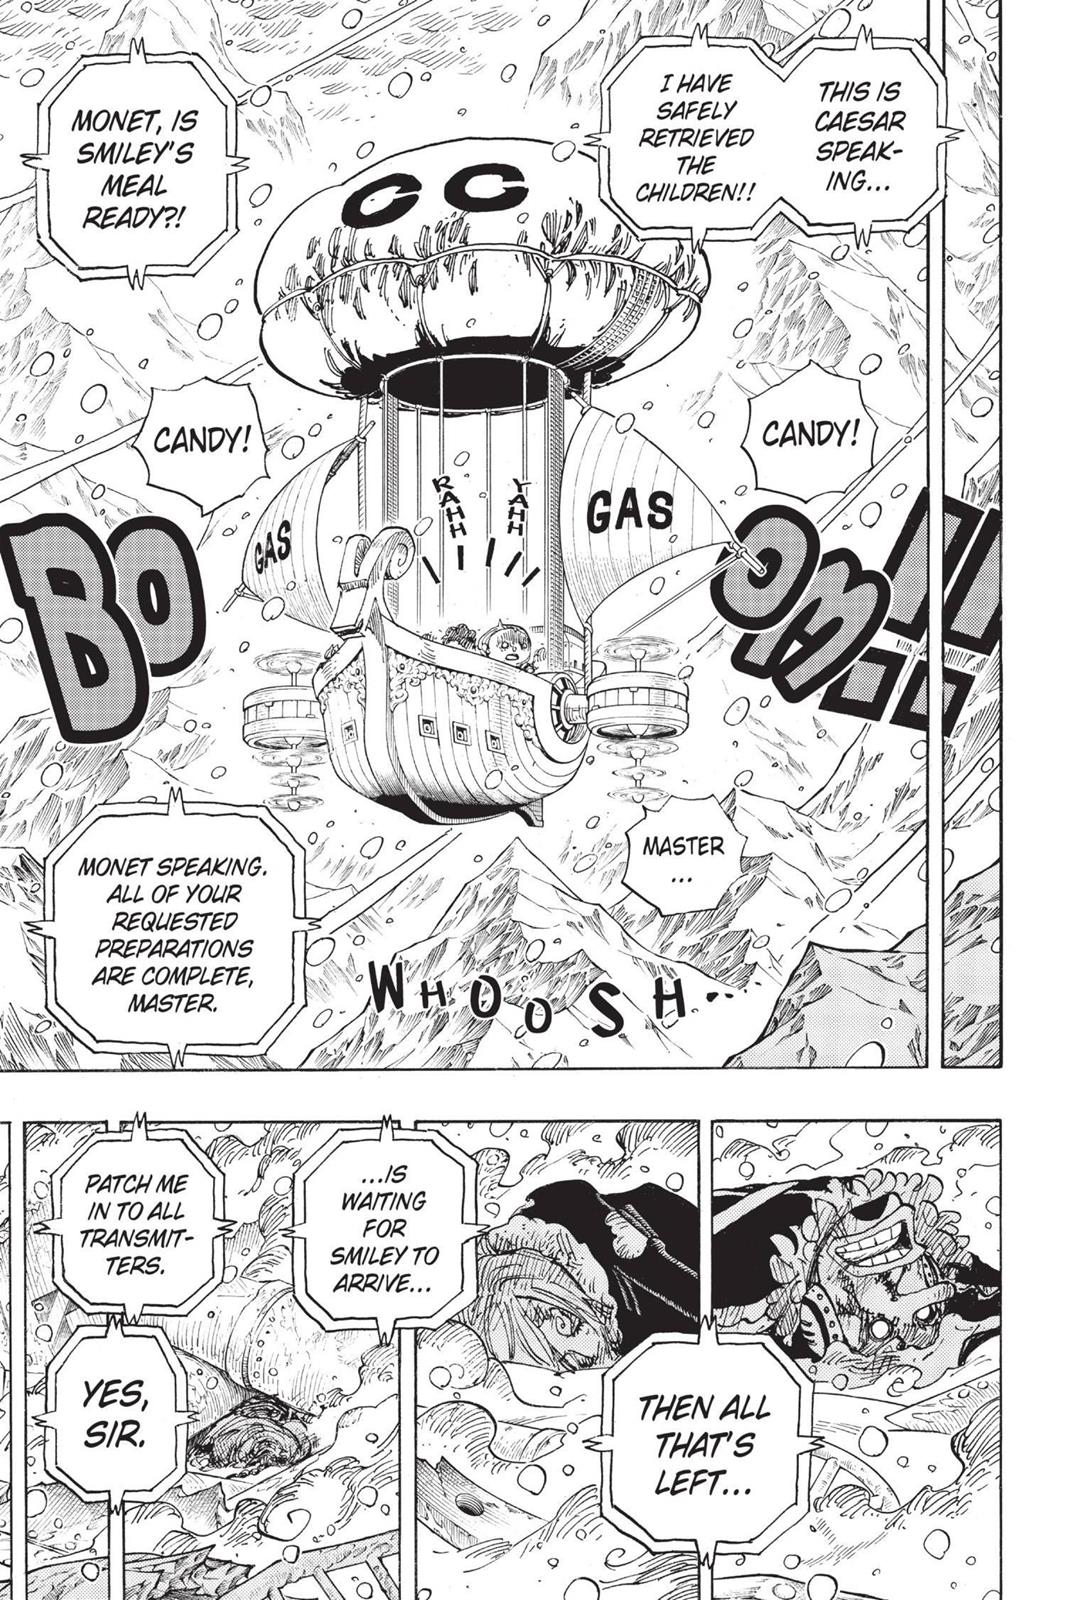 THIS IS
CAESAR
SPEAK-
ING...
I HAVE
SAFELY
RETRIEVED
THE
CHILDREN!!
MONET, IS
SMILEY'S
MEAL
READY?!
CC
CANDY!
CANDY!
YAHH
RAHH
GAS
GAS
BOOM!!
MASTER
...
MONET SPEAKING.
ALL OF YOUR
REQUESTED
PREPARATIONS
ARE COMPLETE,
MASTER.
WHOOSH...
THEN ALL
THAT'S
LEFT...
...IS
WAITING
FOR
SMILEY TO
ARRIVE...
PATCH ME
IN TO ALL
TRANSMIT-
TERS.
YES,
SIR.